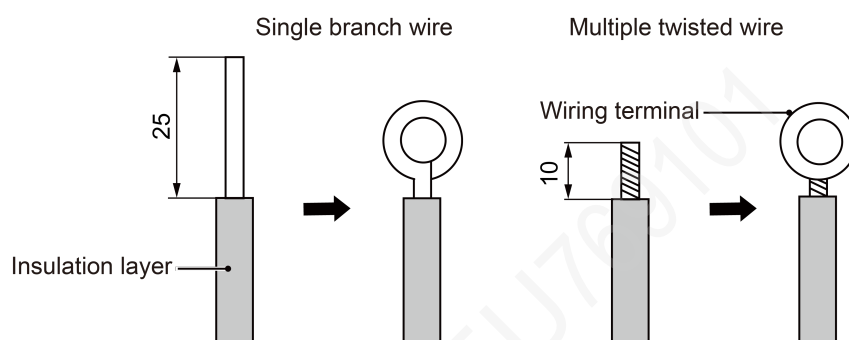 Single branch wire
Multiple twisted wire
25
Wiring terminal
10
Insulation layer